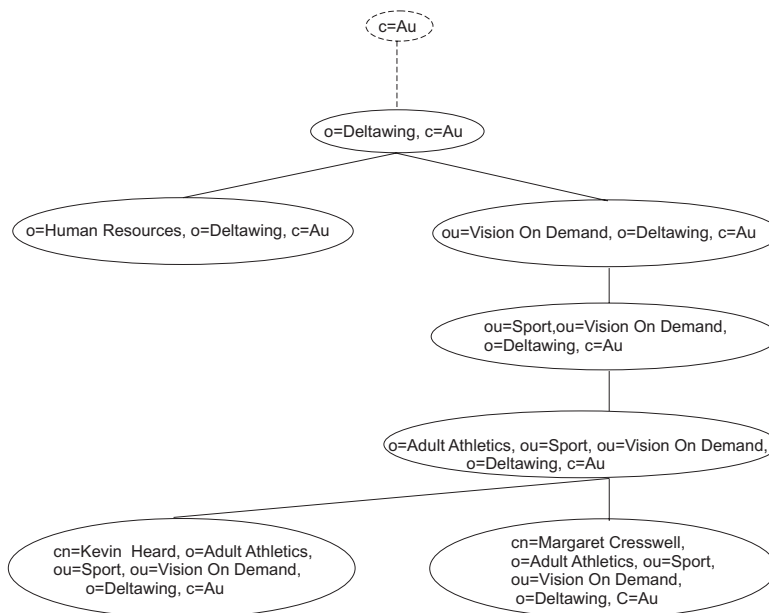 c=Au
o=Deltawing, c=Au
o=Human Resources, o=Deltawing, c=Au
ou=Vision On Demand, o=Deltawing, c=Au
ou=Sport,ou=Vision On Demand,
o=Deltawing, c=Au
o=Adult Athletics, ou=Sport, ou=Vision On Demand,
o=Deltawing, c=Au
cn=Kevin Heard, o=Adult Athletics,
ou=Sport, ou=Vision On Demand,
o=Deltawing, c=Au
cn=Margaret Cresswell,
o=Adult Athletics, ou=Sport,
ou=Vision On Demand,
o=Deltawing, C=Au